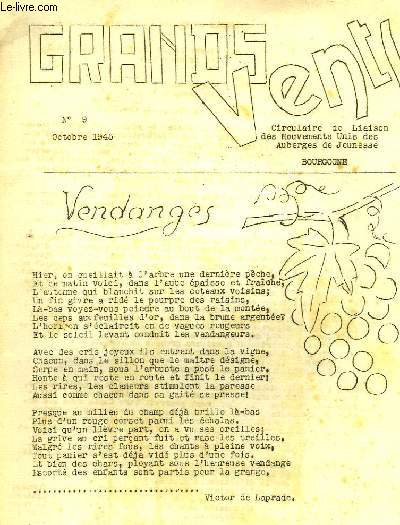 © Le-Livre.com
GRANDS
Vents
N° 9
Octobre 1945
Circulaire de Liaison
des Mouvements Unis des
Auberges de Jeunesse
BOURGOGNE
Vendanges
Hier, on cueillait à l'arbre une dernière pêche,
Et ce matin voici, dans l'aube épaisse et fraîche,
L'automne qui blanchit sur les coteaux voisins;
Un fin givre a ridé le pourpre des raisins,
Là-bas voyez-vous poindre au bout de la montée,
Les ceps aux feuilles d'or, dans la brume argentée?
L'horizon s'éclaircit en de vagues rougeurs
Et le soleil levant conduit les vendangeurs.
Avec des cris joyeux ils entrent dans la vigne,
Chacun, dans le sillon que le maître désigne,
Serpe en main, sous l'arbuste a posé le panier.
Honte à qui reste en route et finit le dernier!
Les rires, les clameurs stimulent la paresse
Aussi comme chacun dans sa gaité se presse!
Presque au milieu du champ déjà brille là-bas
Plus d'un rouge corset parmi les échalas.
Voici qu'un lièvre part, on a vu ses oreilles;
La grive au cri perçant fuit et rase les treilles.
Malgré les rires fous, les chants à pleine voix,
Tout panier s'est déjà vidé plus d'une fois.
Et bien des chars, ployant sous l'heureuse vendange
Escorté des enfants sont partis pour la grange.
..............................
Victor de Laprade.